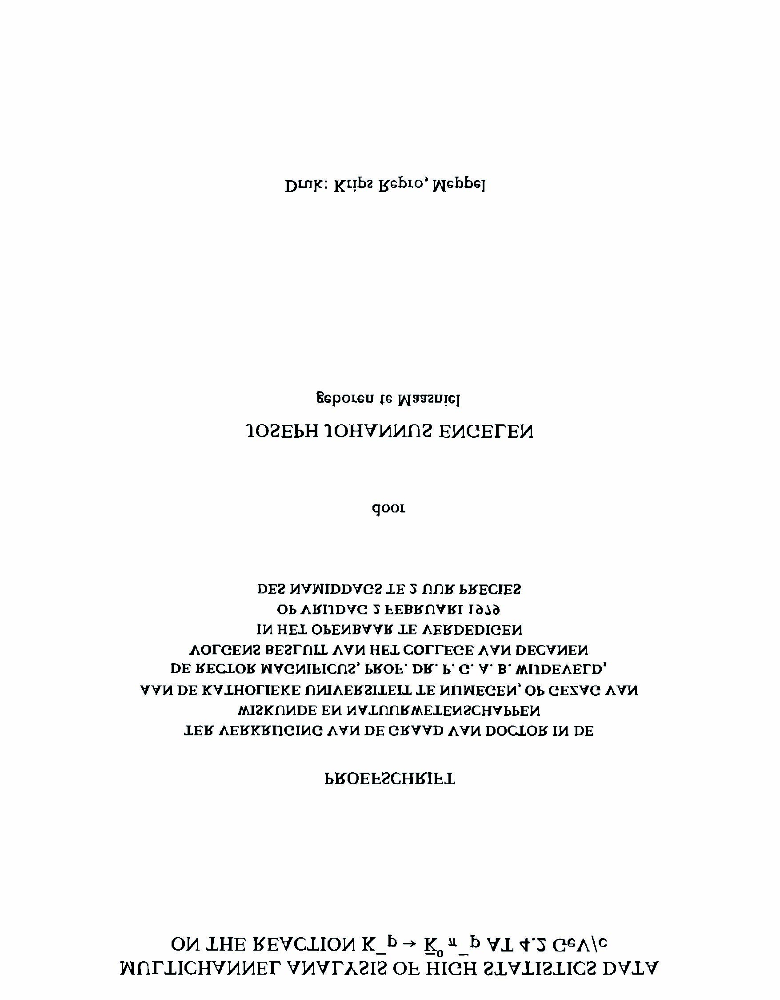 MULTICHANNEL ANALYSIS OF HIGH STATISTICS DATA
ON THE REACTION K⁻p → K̄⁰ π⁻p AT 4.2 GeV/c
PROEFSCHRIFT
TER VERKRIJGING VAN DE GRAAD VAN DOCTOR IN DE
WISKUNDE EN NATUURWETENSCHAPPEN
AAN DE KATHOLIEKE UNIVERSITEIT TE NIJMEGEN, OP GEZAG VAN
DE RECTOR MAGNIFICUS, PROF. DR. P. G. A. B. WIJDEVELD,
VOLGENS BESLUIT VAN HET COLLEGE VAN DECANEN
IN HET OPENBAAR TE VERDEDIGEN
OP VRIJDAG 2 FEBRUARI 1979
DES NAMIDDAGS TE 2 UUR PRECIES
door
JOSEPH JOHANNUS ENGELEN
geboren te Maasniel
Druk: Krips Repro, Meppel